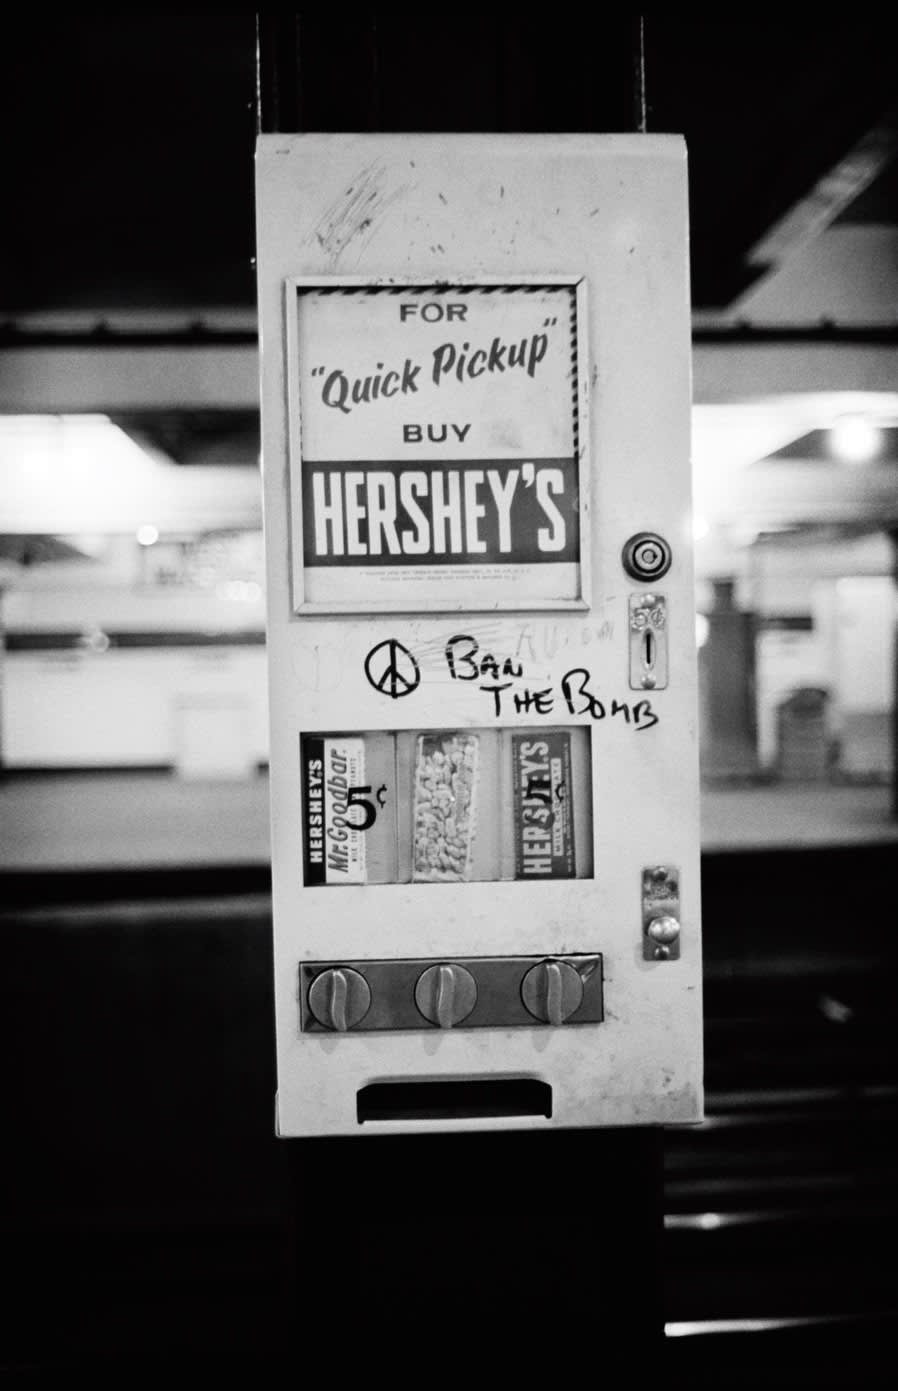 FOR
"Quick Pickup"
BUY
HERSHEY'S
5¢
Ban
The Bomb
HERSHEY'S
Mr. Goodbar.
5¢
HERSHEY'S